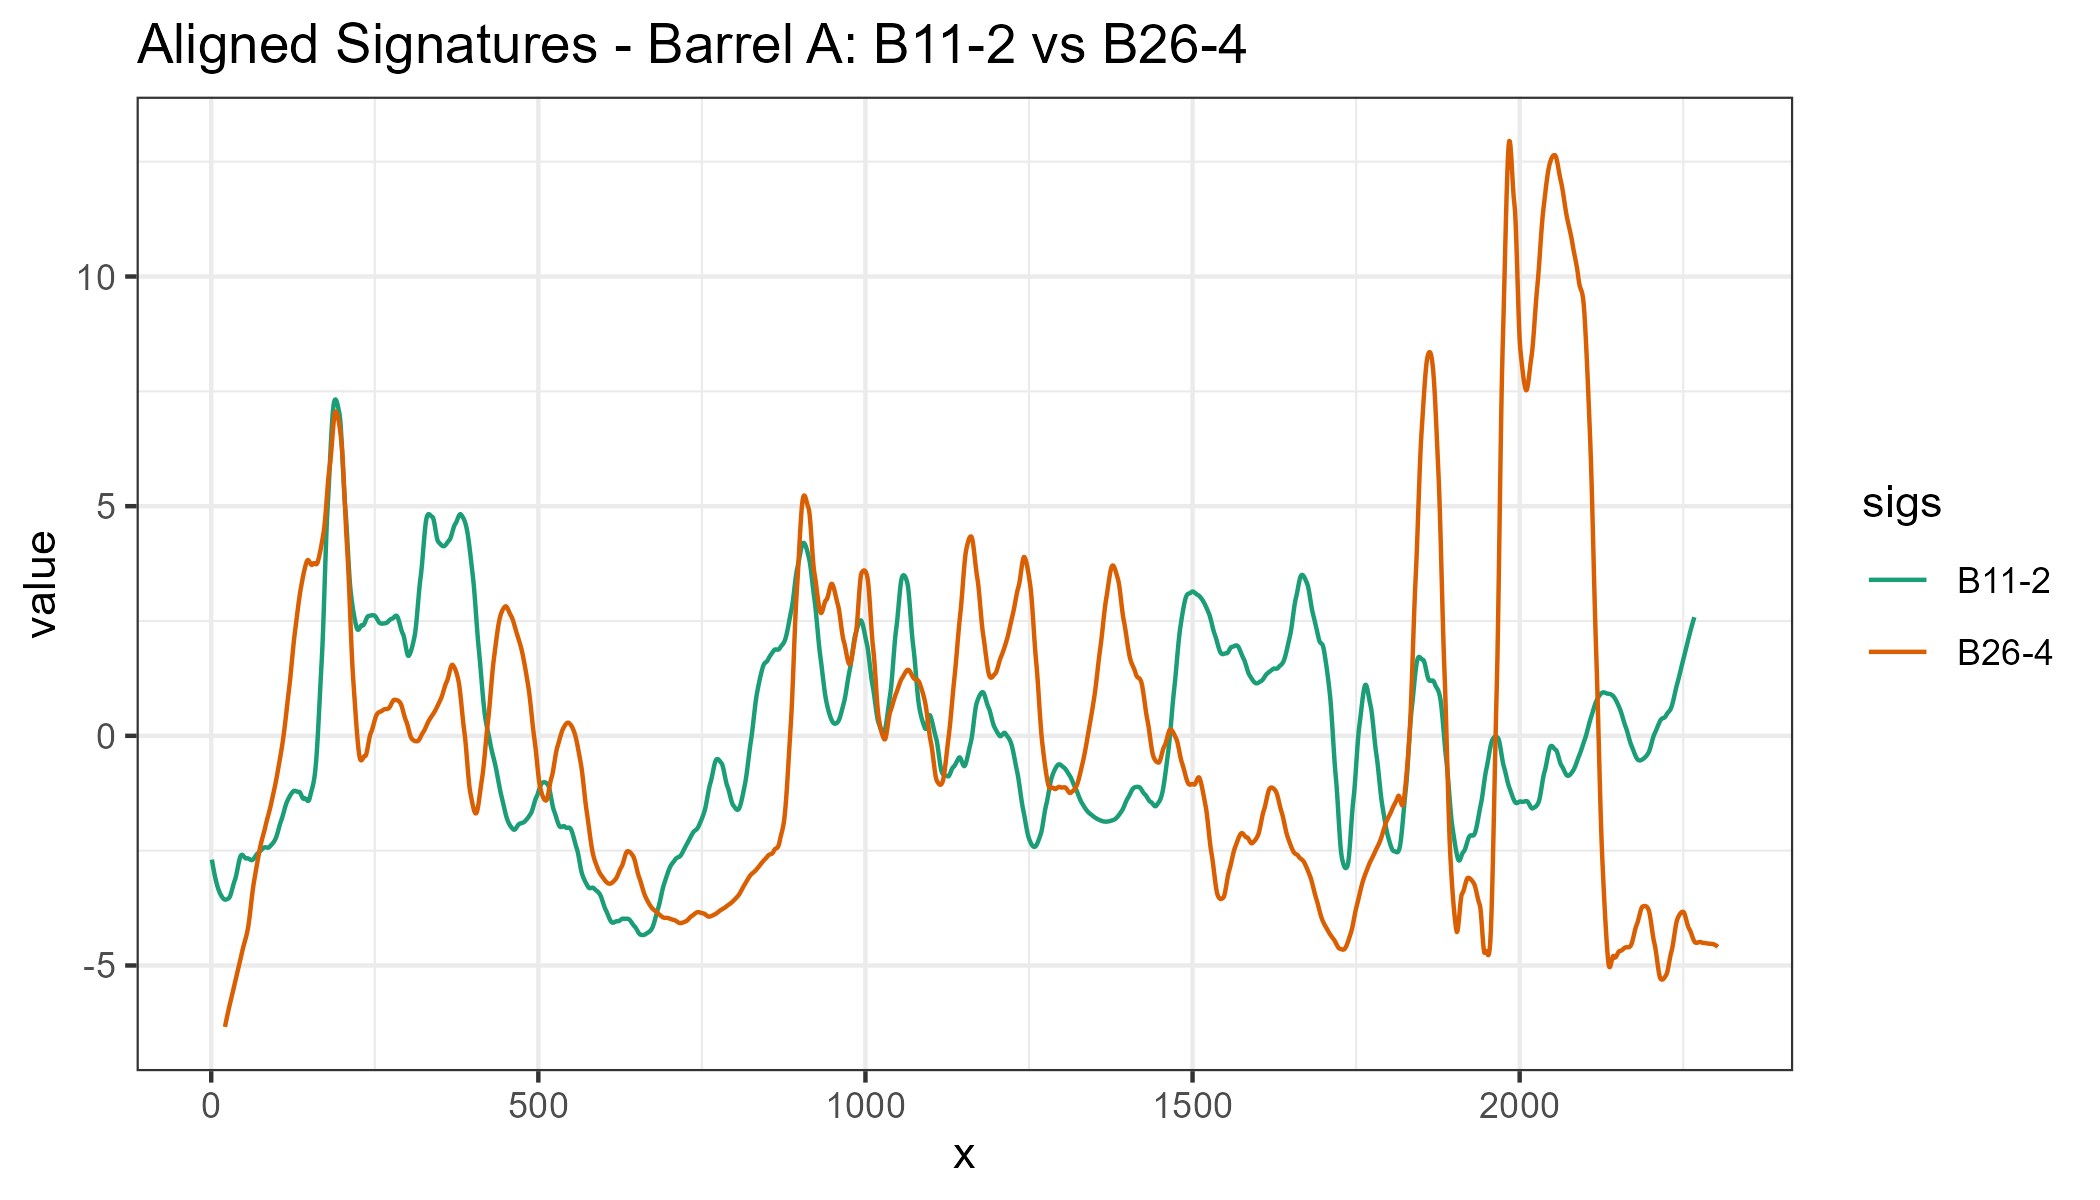 Aligned Signatures - Barrel A: B11-2 vs B26-4
value
10
5
0
-5
0 500 1000 1500 2000
x
sigs
B11-2
B26-4